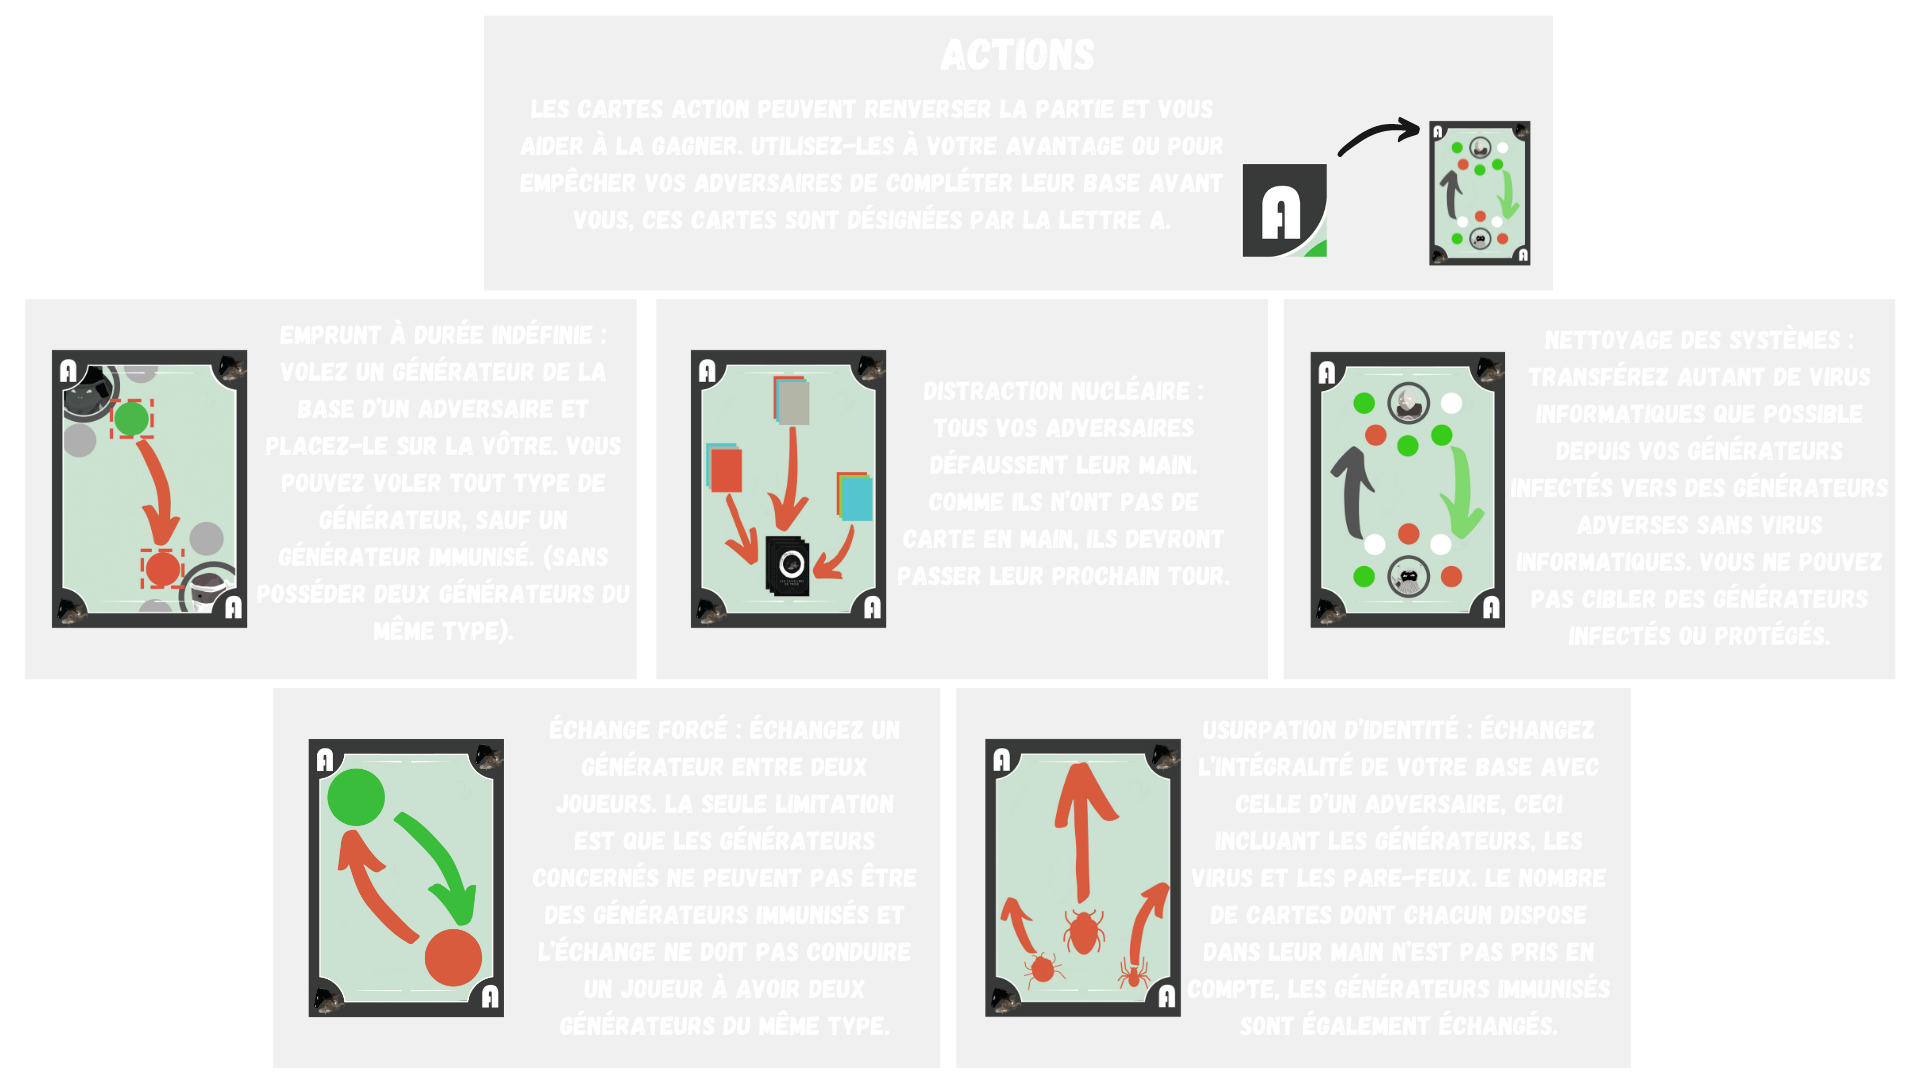 ACTIONS
LES CARTES ACTION PEUVENT RENVERSER LA PARTIE ET VOUS
AIDER À LA GAGNER. UTILISEZ-LES À VOTRE AVANTAGE OU POUR
EMPÊCHER VOS ADVERSAIRES DE COMPLÉTER LEUR BASE AVANT
VOUS, CES CARTES SONT DÉSIGNÉES PAR LA LETTRE A.
A
A
A
EMPRUNT À DURÉE INDÉFINIE :
VOLEZ UN GÉNÉRATEUR DE LA
BASE D'UN ADVERSAIRE ET
PLACEZ-LE SUR LA VÔTRE. VOUS
POUVEZ VOLER TOUT TYPE DE
GÉNÉRATEUR, SAUF UN
GÉNÉRATEUR IMMUNISÉ. (SANS
POSSÉDER DEUX GÉNÉRATEURS DU
MÊME TYPE).
A
A
DISTRACTION NUCLÉAIRE :
TOUS VOS ADVERSAIRES
DÉFAUSSENT LEUR MAIN.
COMME ILS N'ONT PAS DE
CARTE EN MAIN, ILS DEVRONT
PASSER LEUR PROCHAIN TOUR.
A
A
NETTOYAGE DES SYSTÈMES :
TRANSFÉREZ AUTANT DE VIRUS
INFORMATIQUES QUE POSSIBLE
DEPUIS VOS GÉNÉRATEURS
INFECTÉS VERS DES GÉNÉRATEURS
ADVERSES SANS VIRUS
INFORMATIQUES. VOUS NE POUVEZ
PAS CIBLER DES GÉNÉRATEURS
INFECTÉS OU PROTÉGÉS.
A
A
ÉCHANGE FORCÉ : ÉCHANGEZ UN
GÉNÉRATEUR ENTRE DEUX
JOUEURS. LA SEULE LIMITATION
EST QUE LES GÉNÉRATEURS
CONCERNÉS NE PEUVENT PAS ÊTRE
DES GÉNÉRATEURS IMMUNISÉS ET
L'ÉCHANGE NE DOIT PAS CONDUIRE
UN JOUEUR À AVOIR DEUX
GÉNÉRATEURS DU MÊME TYPE.
A
A
USURPATION D'IDENTITÉ : ÉCHANGEZ
L'INTÉGRALITÉ DE VOTRE BASE AVEC
CELLE D'UN ADVERSAIRE, CECI
INCLUANT LES GÉNÉRATEURS, LES
VIRUS ET LES PARE-FEUX. LE NOMBRE
DE CARTES DONT CHACUN DISPOSE
DANS LEUR MAIN N'EST PAS PRIS EN
COMPTE, LES GÉNÉRATEURS IMMUNISÉS
SONT ÉGALEMENT ÉCHANGÉS.
A
A